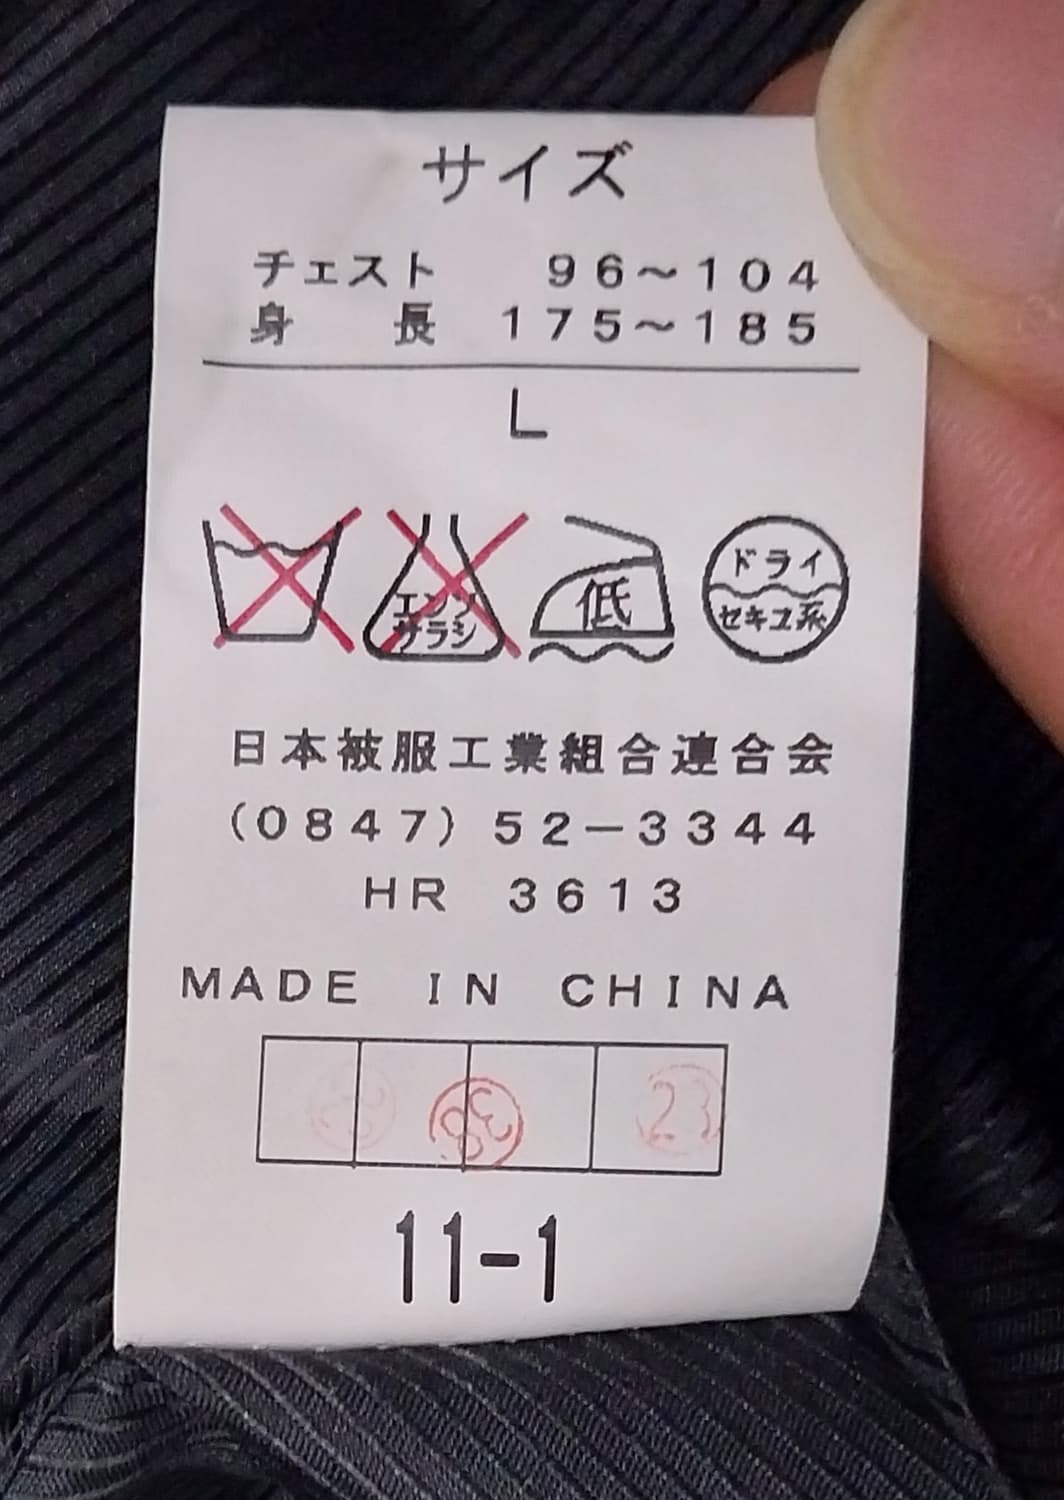 サイズ
チェスト 96～104
身長 175～185
L
エンソ
サラシ
低
ドライ
セキユ系
日本被服工業組合連合会
(0847) 52-3344
HR 3613
MADE IN CHINA
38
23
11-1